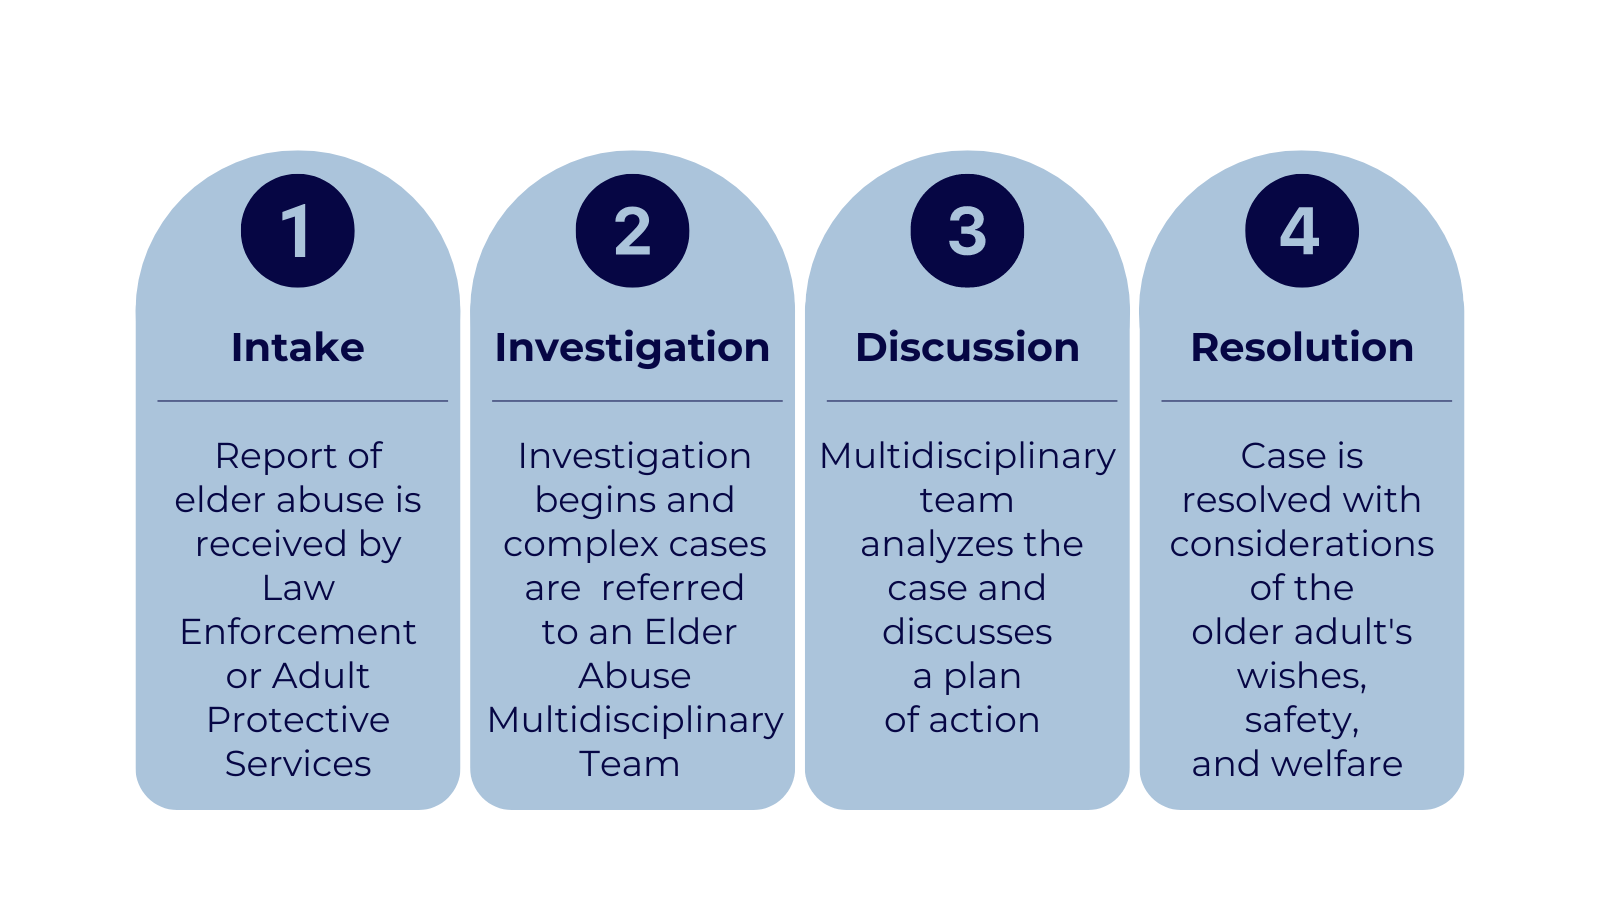 1
Intake
Report of
elder abuse is
received by
Law
Enforcement
or Adult
Protective
Services
2
Investigation
Investigation
begins and
complex cases
are  referred
to an Elder
Abuse
Multidisciplinary
Team
3
Discussion
Multidisciplinary
team
analyzes the
case and
discusses
a plan
of action
4
Resolution
Case is
resolved with
considerations
of the
older adult's
wishes,
safety,
and welfare